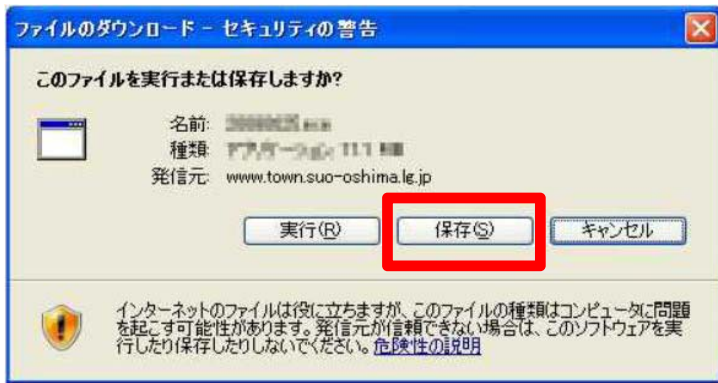 ファイルのダウンロード - セキュリティの警告
このファイルを実行または保存しますか?
名前:
種類:
発信元: www.town.suo-oshima.lg.jp
実行(R) 保存(S) キャンセル
インターネットのファイルは役に立ちますが、このファイルの種類はコンピュータに問題
を起こす可能性があります。発信元が信頼できない場合は、このソフトウェアを実
行したり保存したりしないでください。危険性の説明